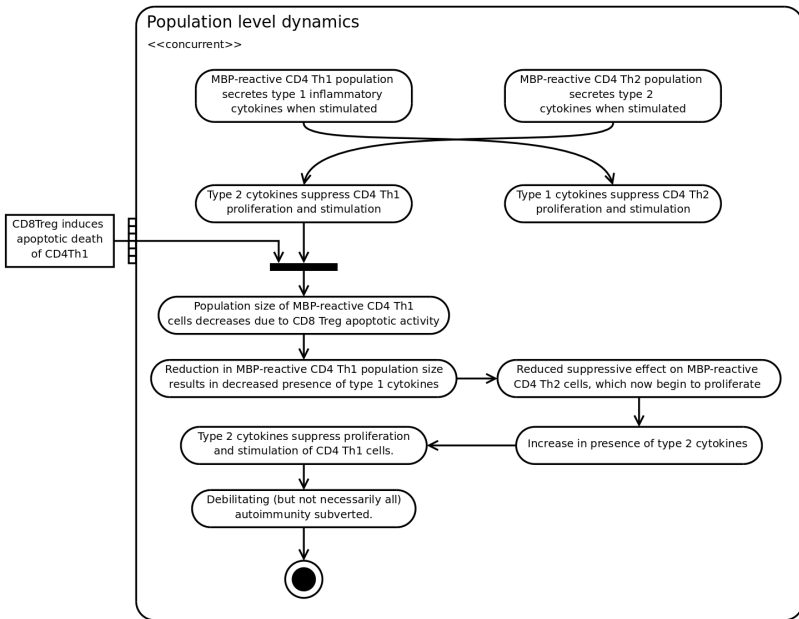 Population level dynamics
<<concurrent>>
MBP-reactive CD4 Th1 population
secretes type 1 inflammatory
cytokines when stimulated
MBP-reactive CD4 Th2 population
secretes type 2
cytokines when stimulated
Type 2 cytokines suppress CD4 Th1
proliferation and stimulation
Type 1 cytokines suppress CD4 Th2
proliferation and stimulation
CD8Treg induces
apoptotic death
of CD4Th1
Population size of MBP-reactive CD4 Th1
cells decreases due to CD8 Treg apoptotic activity
Reduction in MBP-reactive CD4 Th1 population size
results in decreased presence of type 1 cytokines
Reduced suppressive effect on MBP-reactive
CD4 Th2 cells, which now begin to proliferate
Type 2 cytokines suppress proliferation
and stimulation of CD4 Th1 cells.
Increase in presence of type 2 cytokines
Debilitating (but not necessarily all)
autoimmunity subverted.